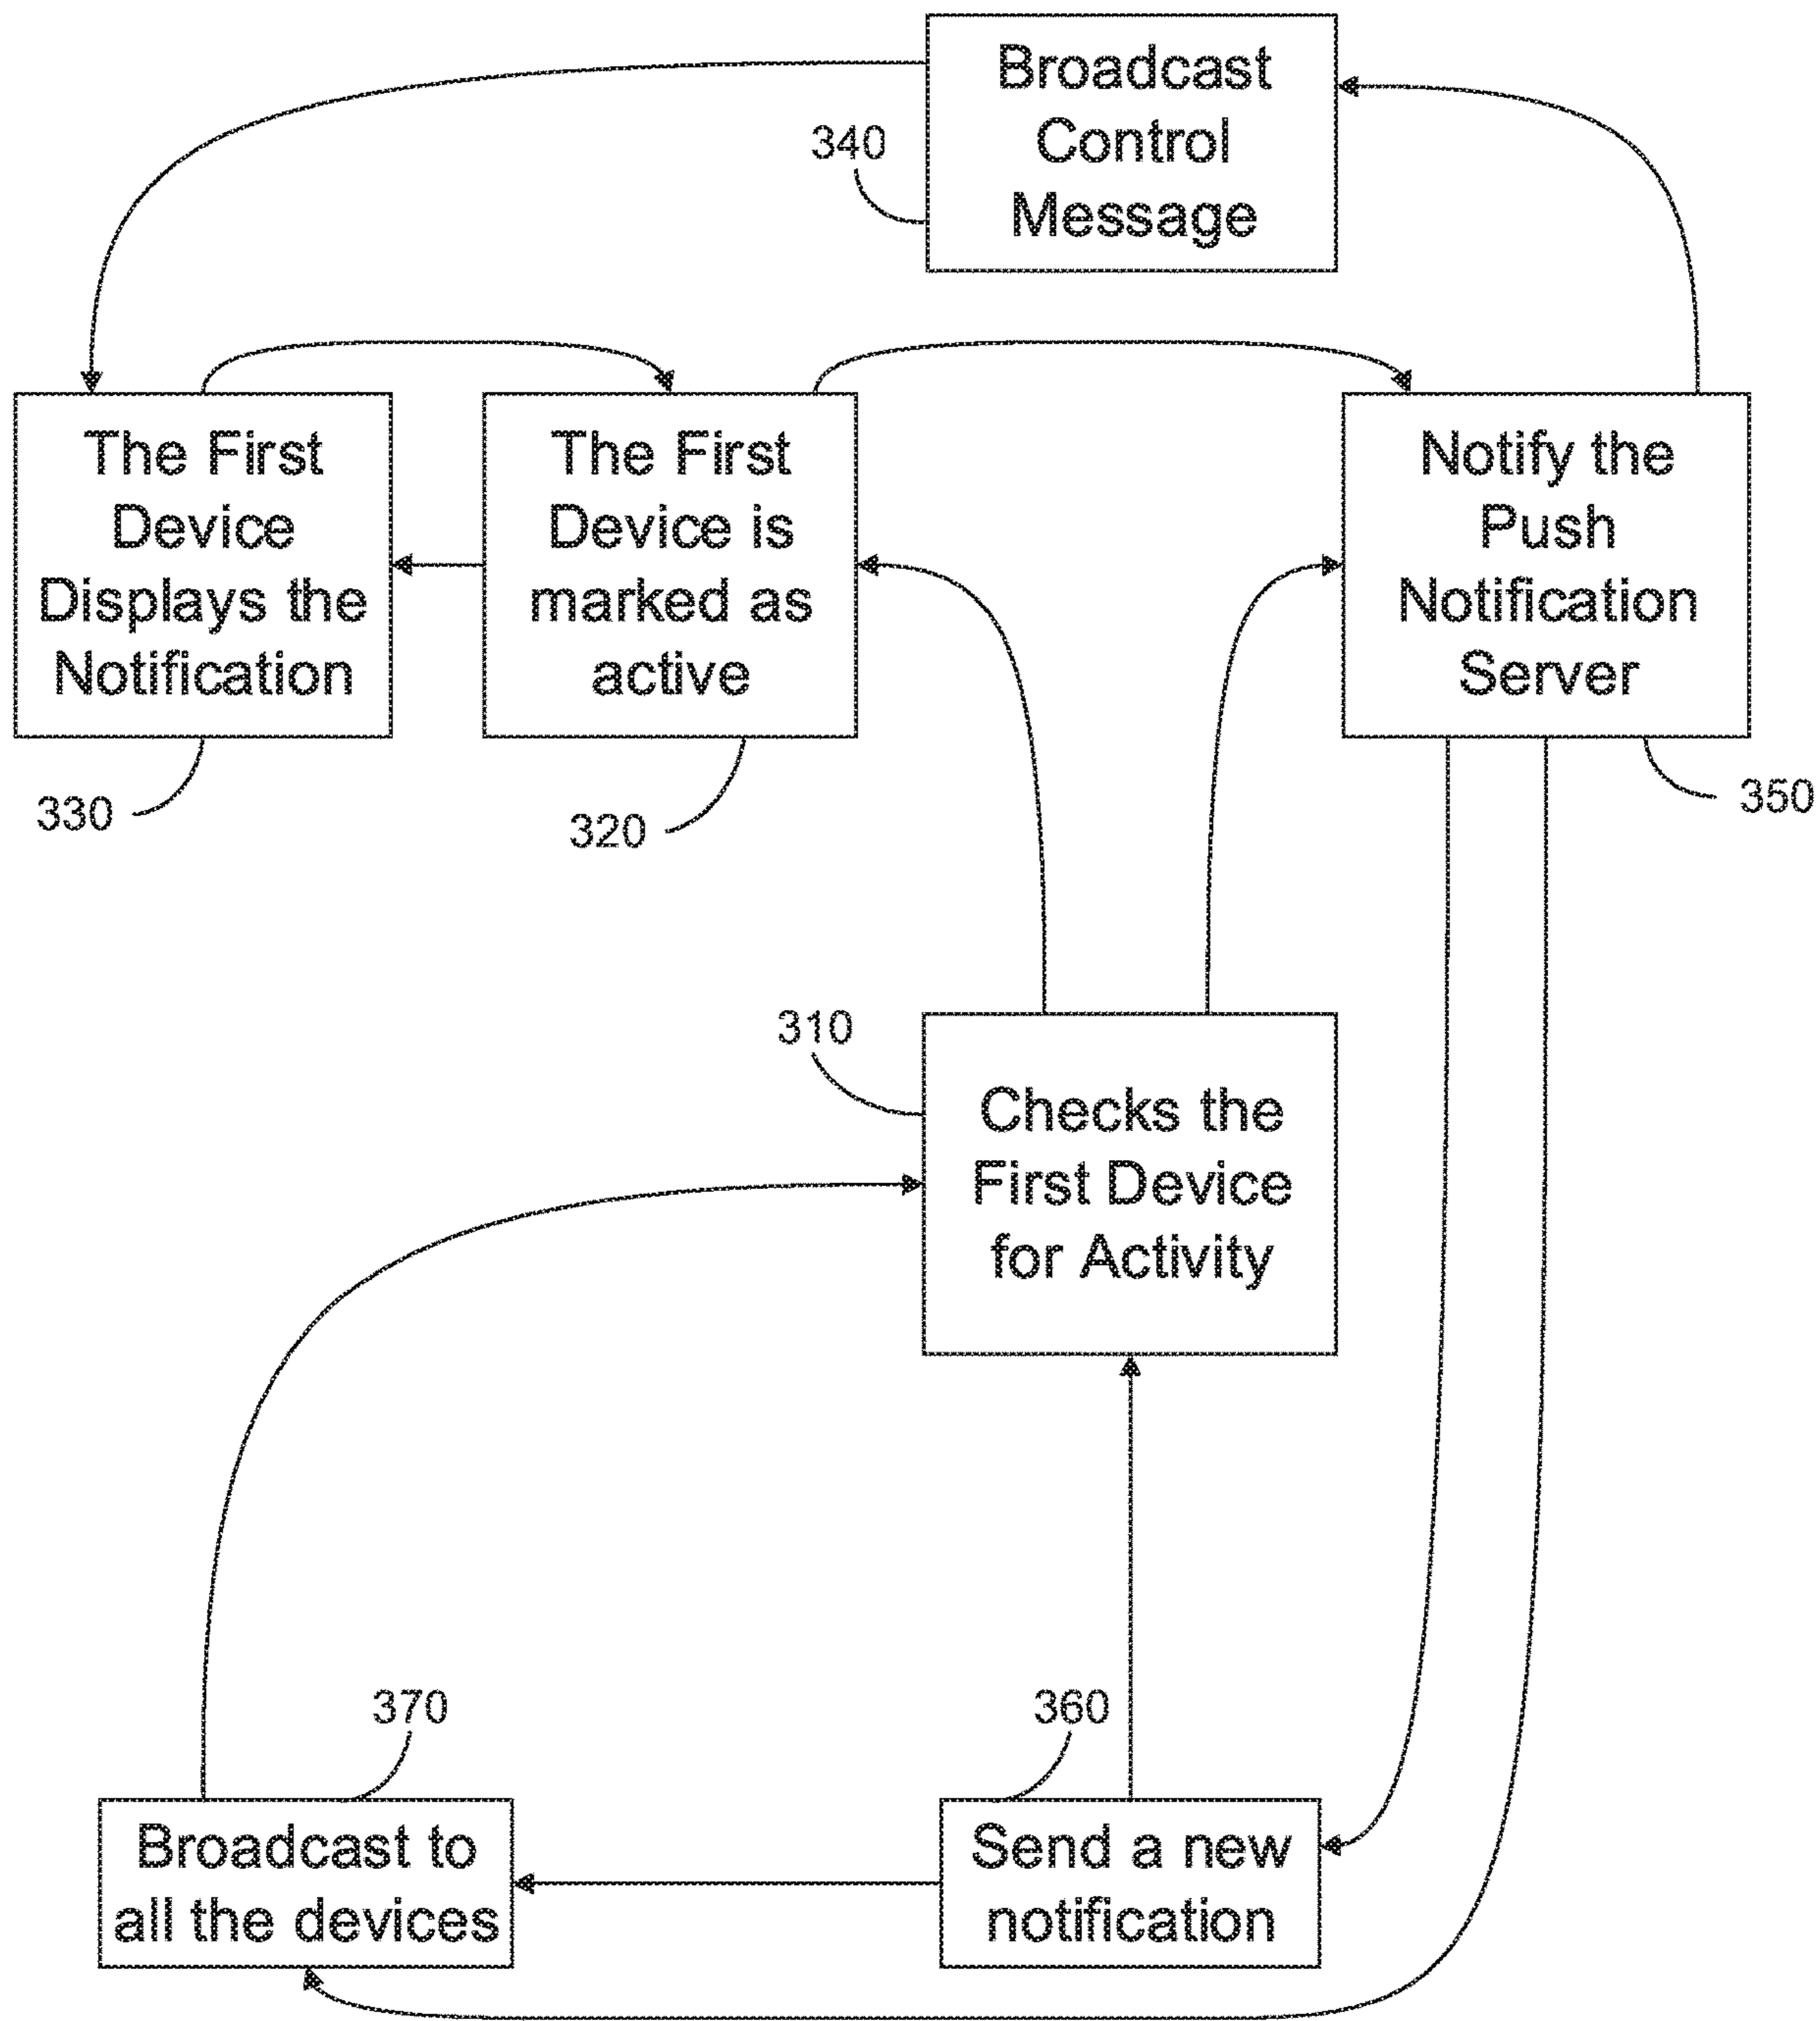 Broadcast
Control
Message
340
The First
Device
Displays the
Notification
The First
Device is
marked as
active
Notify the
Push
Notification
Server
330
320
350
310
Checks the
First Device
for Activity
370
360
Broadcast to
all the devices
Send a new
notification